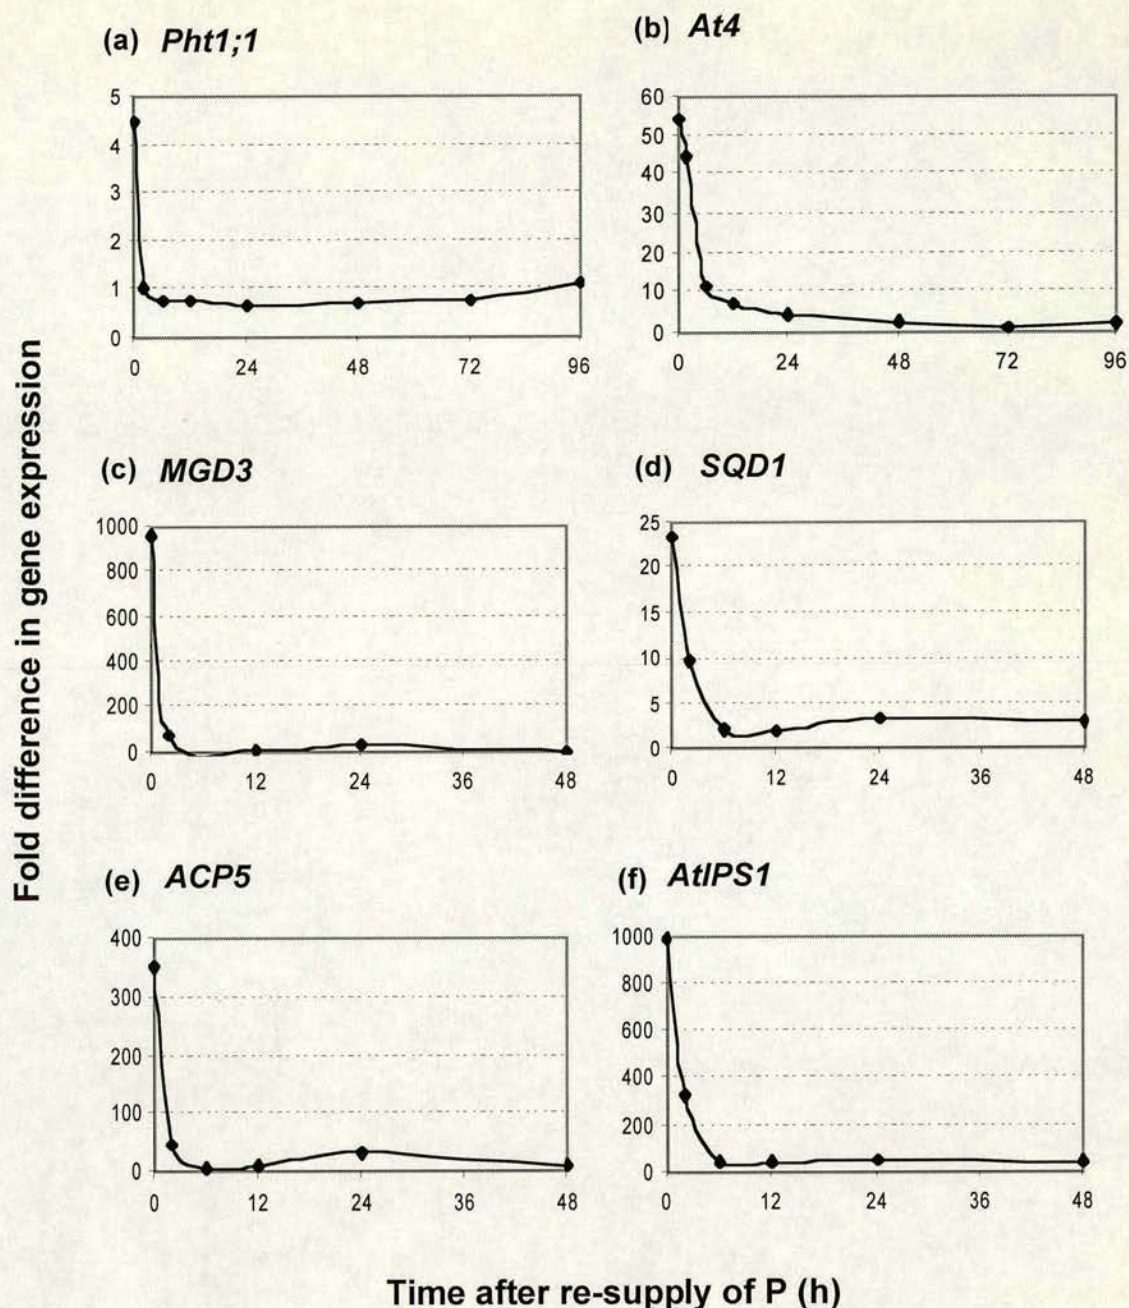 (a) Pht1;1
5
4
3
2
1
0
0 24 48 72 96
(b) At4
60
50
40
30
20
10
0
0 24 48 72 96
Fold difference in gene expression
(c) MGD3
1000
800
600
400
200
0
0 12 24 36 48
(d) SQD1
25
20
15
10
5
0
0 12 24 36 48
(e) ACP5
400
300
200
100
0
0 12 24 36 48
(f) AtIPS1
1000
800
600
400
200
0
0 12 24 36 48
Time after re-supply of P (h)